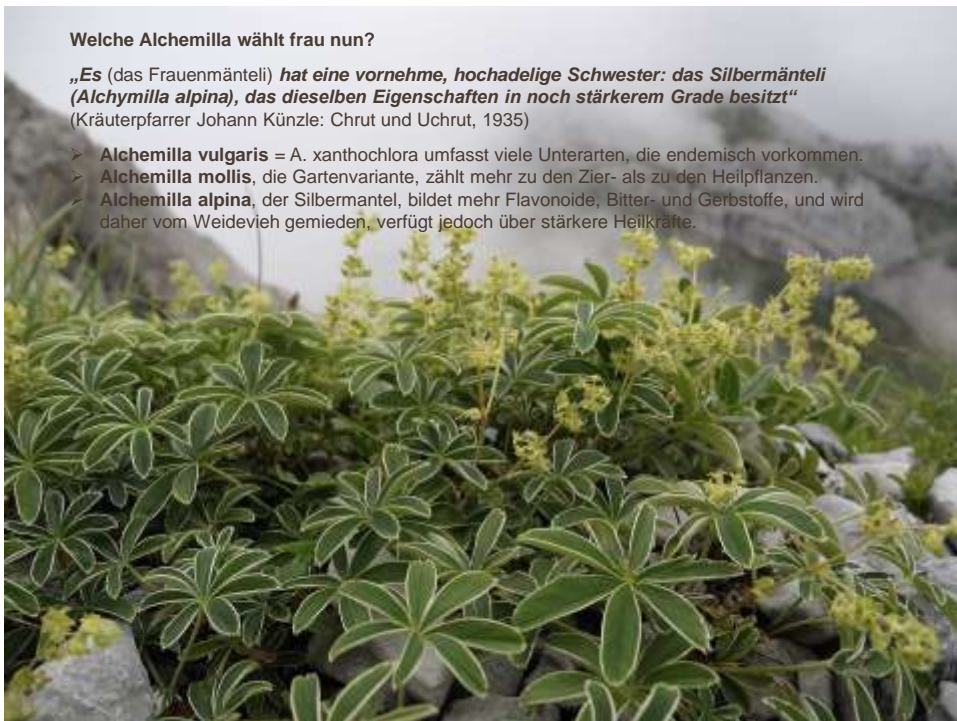 Welche Alchemilla wählt frau nun?
„Es (das Frauenmänteli) hat eine vornehme, hochadelige Schwester: das Silbermänteli
(Alchymilla alpina), das dieselben Eigenschaften in noch stärkerem Grade besitzt“
(Kräuterpfarrer Johann Künzle: Chrut und Uchrut, 1935)
➢ Alchemilla vulgaris = A. xanthochlora umfasst viele Unterarten, die endemisch vorkommen.
➢ Alchemilla mollis, die Gartenvariante, zählt mehr zu den Zier- als zu den Heilpflanzen.
➢ Alchemilla alpina, der Silbermantel, bildet mehr Flavonoide, Bitter- und Gerbstoffe, und wird
daher vom Weidevieh gemieden, verfügt jedoch über stärkere Heilkräfte.